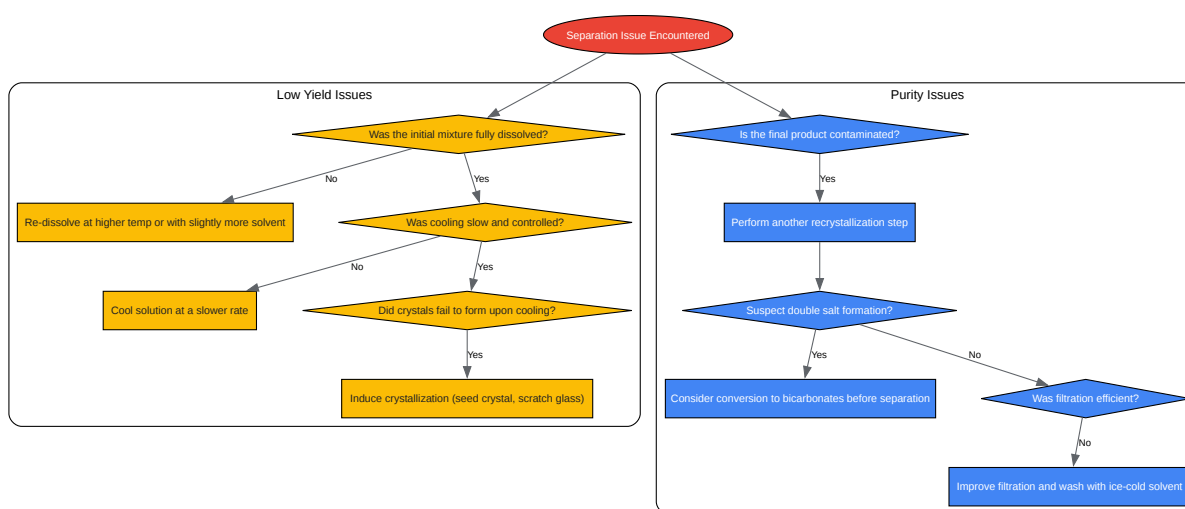 Separation Issue Encountered
Low Yield Issues
Purity Issues
Was the initial mixture fully dissolved?
Is the final product contaminated?
No
Yes
Yes
Re-dissolve at higher temp or with slightly more solvent
Was cooling slow and controlled?
Perform another recrystallization step
No
Yes
Cool solution at a slower rate
Did crystals fail to form upon cooling?
Suspect double salt formation?
Yes
Yes
No
Induce crystallization (seed crystal, scratch glass)
Consider conversion to bicarbonates before separation
Was filtration efficient?
No
Improve filtration and wash with ice-cold solvent